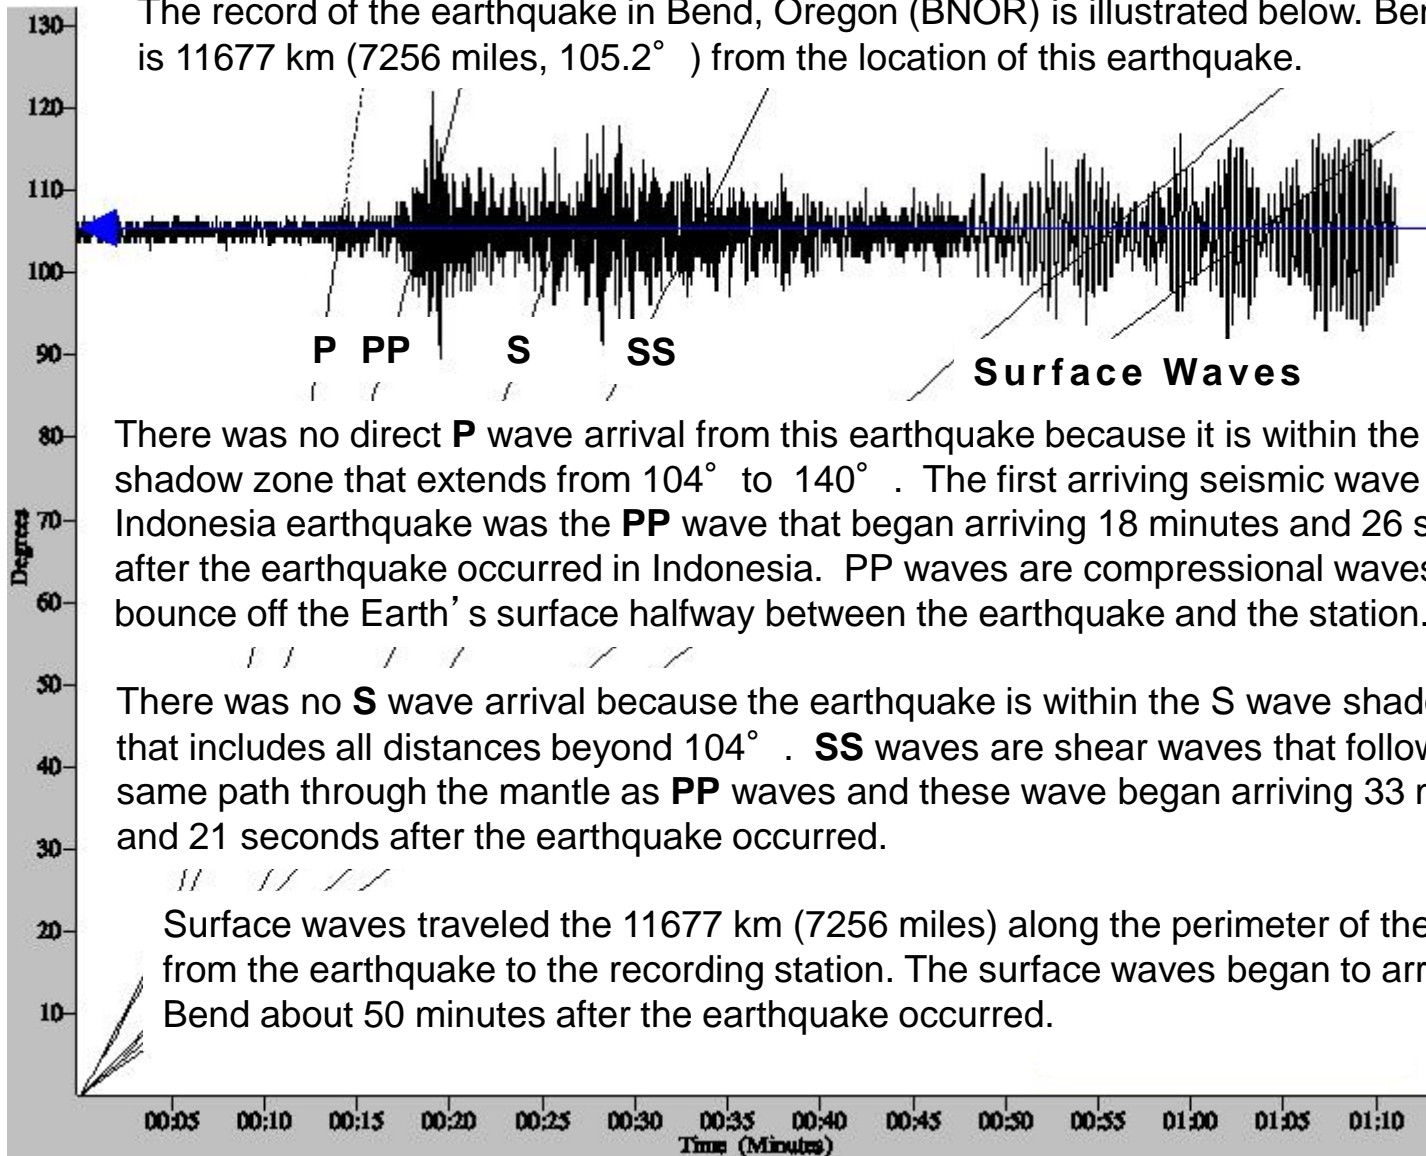 The record of the earthquake in Bend, Oregon (BNOR) is illustrated below.
is 11677 km (7256 miles, 105.2° ) from the location of this earthquake.
130
120
110
100
90
80
70
60
50
40
30
20
10
Degrees
P PP S SS
Surface Waves
There was no direct P wave arrival from this earthquake because it is within the
shadow zone that extends from 104° to 140° . The first arriving seismic wave
Indonesia earthquake was the PP wave that began arriving 18 minutes and 26
after the earthquake occurred in Indonesia. PP waves are compressional waves
bounce off the Earth's surface halfway between the earthquake and the station.
There was no S wave arrival because the earthquake is within the S wave
that includes all distances beyond 104° . SS waves are shear waves that follow
same path through the mantle as PP waves and these wave began arriving 33
and 21 seconds after the earthquake occurred.
Surface waves traveled the 11677 km (7256 miles) along the perimeter of the
from the earthquake to the recording station. The surface waves began to
Bend about 50 minutes after the earthquake occurred.
00:05 00:10 00:15 00:20 00:25 00:30 00:35 00:40 00:45 00:50 00:55 01:00 01:05 01:10
Time (Minutes)